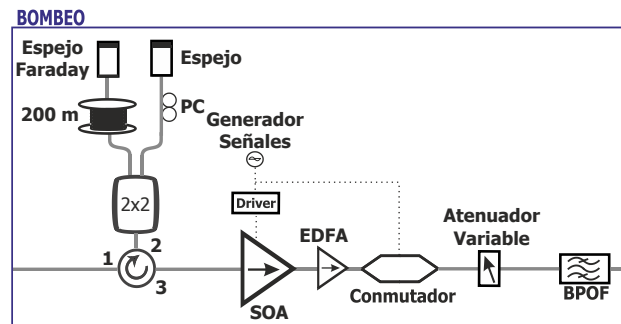 BOMBEO
Espejo
Faraday
Espejo
200 m
PC
Generador
Señales
2x2
Driver
Atenuador
Variable
EDFA
1
2
3
SOA
Conmutador
BPOF